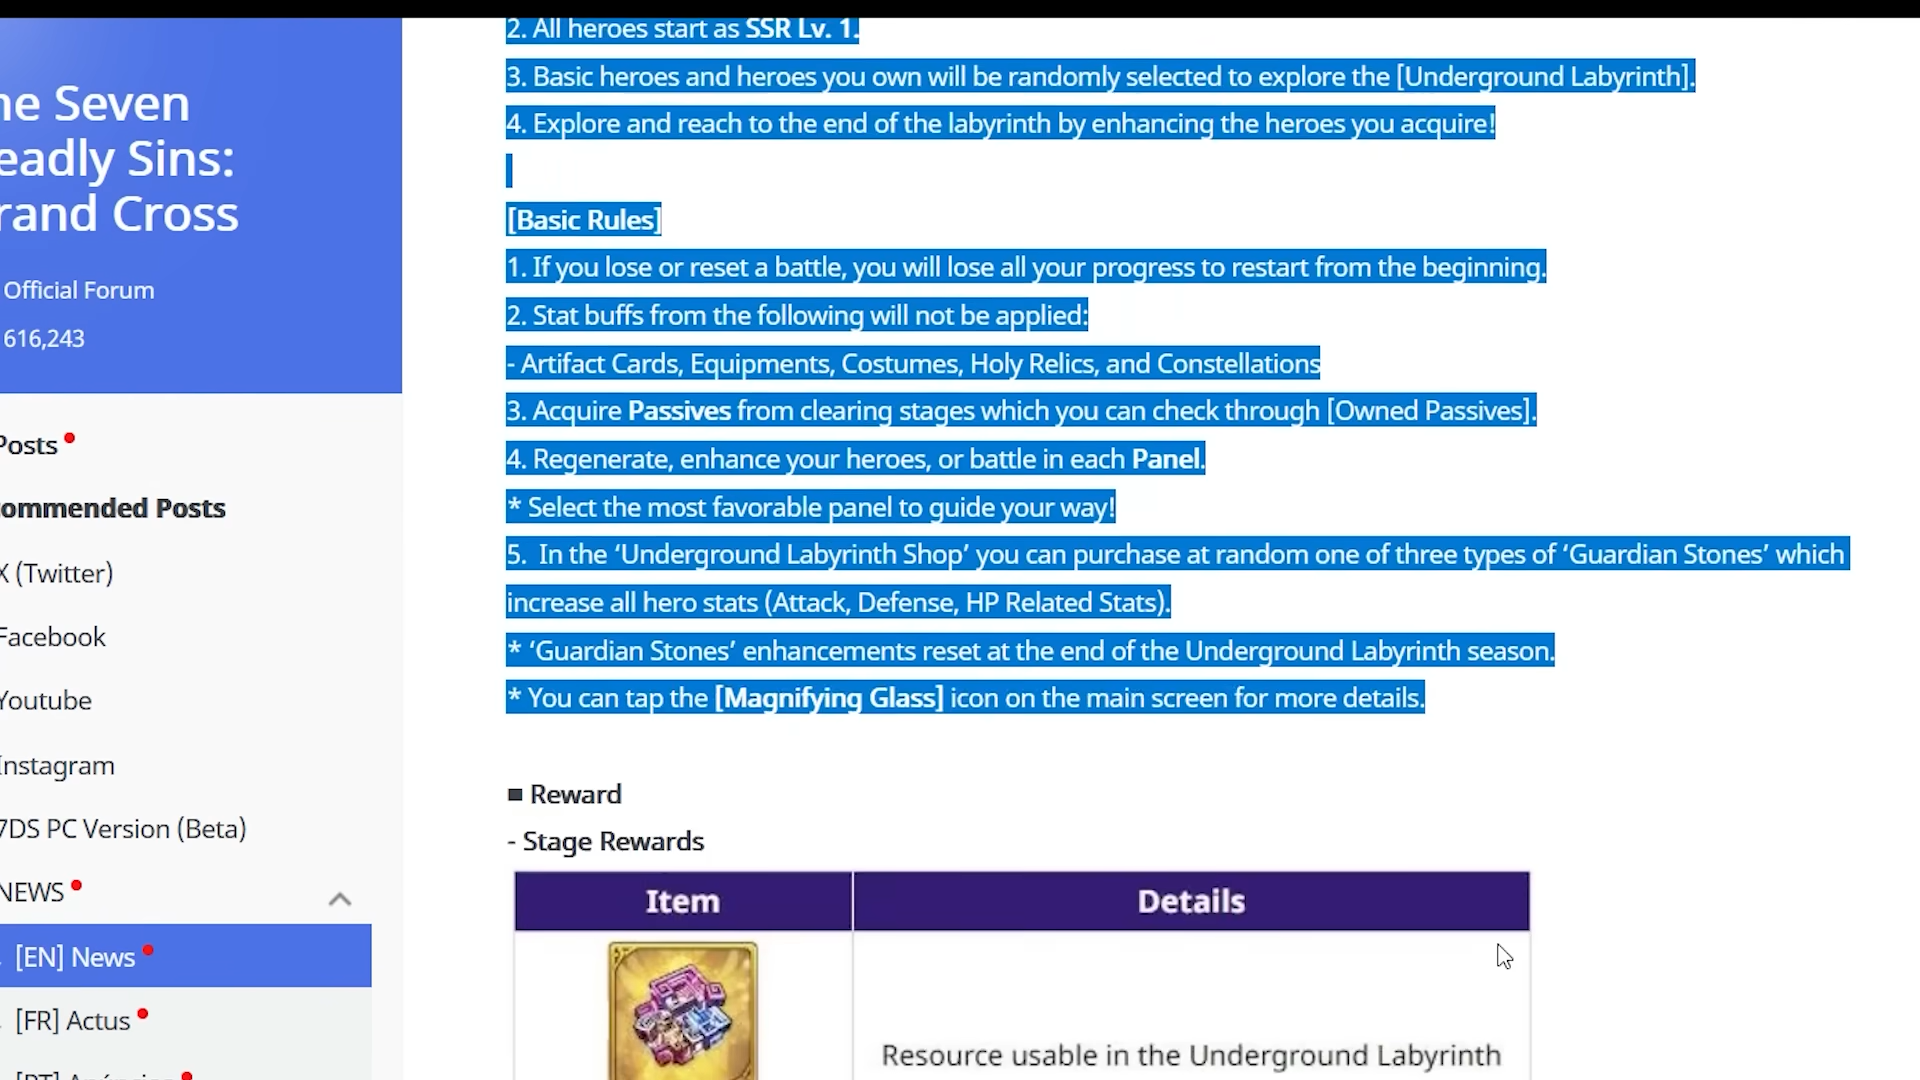 he Seven
eadly Sins:
rand Cross
Official Forum
616,243
Posts
ommended Posts
X (Twitter)
Facebook
Youtube
Instagram
7DS PC Version (Beta)
NEWS
[EN] News
[FR] Actus
[PT] Anúncios
2. All heroes start as SSR Lv. 1.
3. Basic heroes and heroes you own will be randomly selected to explore the [Underground Labyrinth].
4. Explore and reach to the end of the labyrinth by enhancing the heroes you acquire!
[Basic Rules]
1. If you lose or reset a battle, you will lose all your progress to restart from the beginning.
2. Stat buffs from the following will not be applied:
- Artifact Cards, Equipments, Costumes, Holy Relics, and Constellations
3. Acquire Passives from clearing stages which you can check through [Owned Passives].
4. Regenerate, enhance your heroes, or battle in each Panel.
* Select the most favorable panel to guide your way!
5.  In the ‘Underground Labyrinth Shop’ you can purchase at random one of three types of ‘Guardian Stones’ which
increase all hero stats (Attack, Defense, HP Related Stats).
* ‘Guardian Stones’ enhancements reset at the end of the Underground Labyrinth season.
* You can tap the [Magnifying Glass] icon on the main screen for more details.
■ Reward
- Stage Rewards
Item Details
Resource usable in the Underground Labyrinth